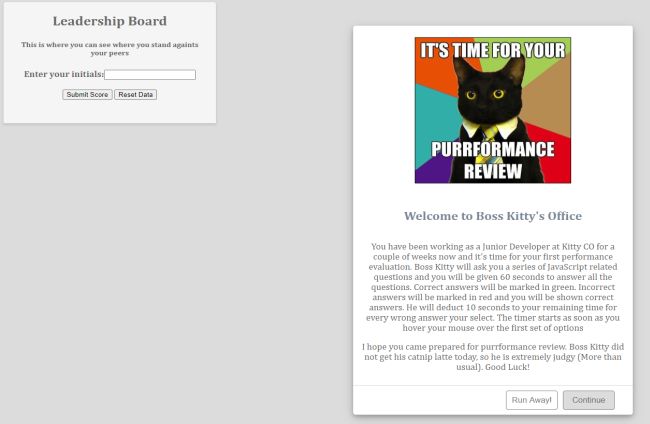 Leadership Board
This is where you can see where you stand againts
your peers
Enter your initials:
Submit Score Reset Data
IT'S TIME FOR YOUR
PURRFORMANCE
REVIEW
Welcome to Boss Kitty's Office
You have been working as a Junior Developer at Kitty CO for a
couple of weeks now and it's time for your first performance
evaluation. Boss Kitty will ask you a series of JavaScript related
questions and you will be given 60 seconds to answer all the
questions. Correct answers will be marked in green. Incorrect
answers will be marked in red and you will be shown correct
answers. He will deduct 10 seconds to your remaining time for
every wrong answer your select. The timer starts as soon as you
hover your mouse over the first set of options
I hope you came prepared for purrformance review. Boss Kitty did
not get his catnip latte today, so he is extremely judgy (More than
usual). Good Luck!
Run Away! Continue